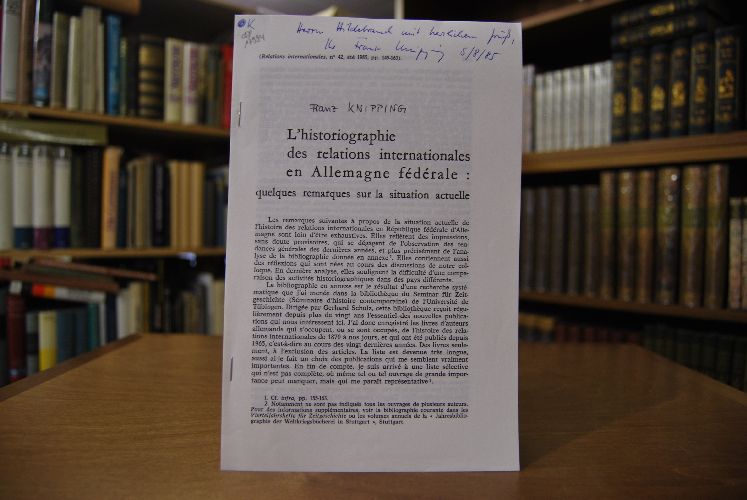 OK
Herrn Hildebrand mit herzlichem Gruß,
Ihr Franz Knipping 5/8/85
(Relations internationales, n° 42, été 1985, pp. 149-163).
Franz KNIPPING
L'historiographie
des relations internationales
en Allemagne fédérale :
quelques remarques sur la situation actuelle
Les remarques suivantes à propos de la situation actuelle de
l'histoire des relations internationales en République fédérale d'Alle-
magne sont loin d'être exhaustives. Elles reflètent des impressions,
sans doute provisoires, qui se dégagent de l'observation des ten-
dances générales des dernières années, et plus précisément de l'ana-
lyse de la bibliographie donnée en annexe¹. Elles contiennent aussi
des réflexions qui sont nées au cours des discussions de notre col-
loque. En dernière analyse, elles soulignent la difficulté d'une compa-
raison des activités historiographiques dans des pays différents.
La bibliographie en annexe est le résultat d'une recherche systé-
matique que j'ai menée dans la bibliothèque du Seminar für Zeit-
geschichte (Séminaire d'histoire contemporaine) de l'Université de
Tübingen. Dirigée par Gerhard Schulz, cette bibliothèque reçoit régu-
lièrement depuis plus de vingt ans l'essentiel des nouvelles publica-
tions qui nous intéressent ici. J'ai donc enregistré les livres d'auteurs
allemands qui s'occupent, ou se sont occupés, de l'histoire des rela-
tions internationales de 1870 à nos jours, et qui ont été publiés depuis
1965, c'est-à-dire au cours des vingt dernières années. Des livres seule-
ment, à l'exclusion des articles. La liste est devenue très longue,
aussi ai-je fait un choix des publications qui me semblent vraiment
importantes. En fin de compte, je suis arrivé à une liste sélective
qui n'est pas complète, où même tel ou tel ouvrage de grande impor-
tance peut manquer, mais qui me paraît représentative².
1. Cf. infra, pp. 155-163.
2. Notamment ne sont pas indiqués tous les ouvrages de plusieurs auteurs.
Pour des informations supplémentaires, voir la bibliographie courante dans les
Vierteljahrshefte für Zeitgeschichte ou les volumes annuels de la « Jahresbiblio-
graphie der Weltkriegsbücherei in Stuttgart », Stuttgart.